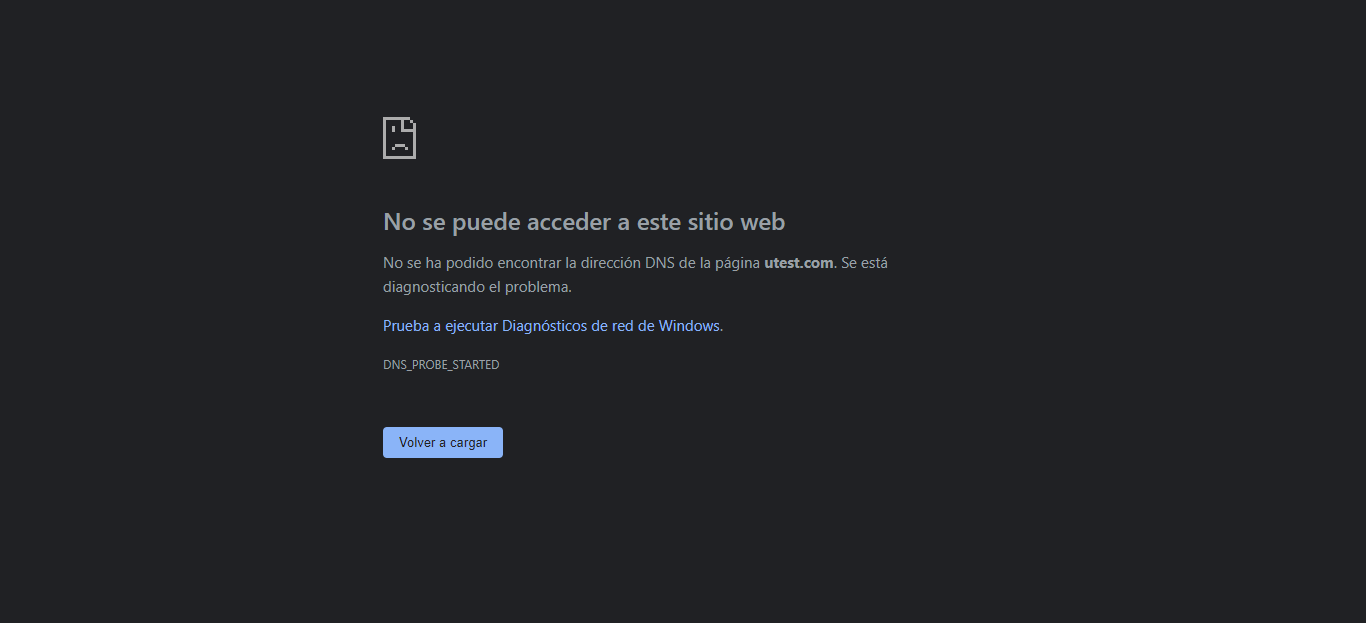 No se puede acceder a este sitio web
No se ha podido encontrar la dirección DNS de la página utest.com. Se está
diagnosticando el problema.
Prueba a ejecutar Diagnósticos de red de Windows.
DNS_PROBE_STARTED
Volver a cargar